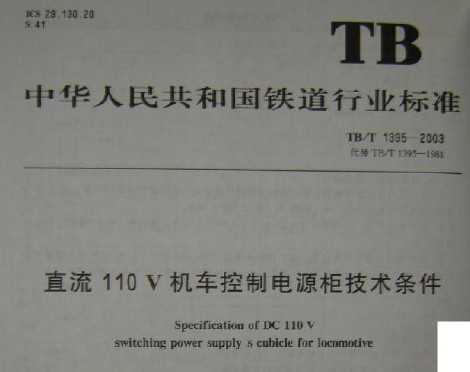 ICS 29.130.20
S 41
TB
中华人民共和国铁道行业标准
TB/T 1395—2003
代替 TB/T 1395—1981
直流 110 V 机车控制电源柜技术条件
Specification of DC 110 V
switching power supply s cubicle for locomotive